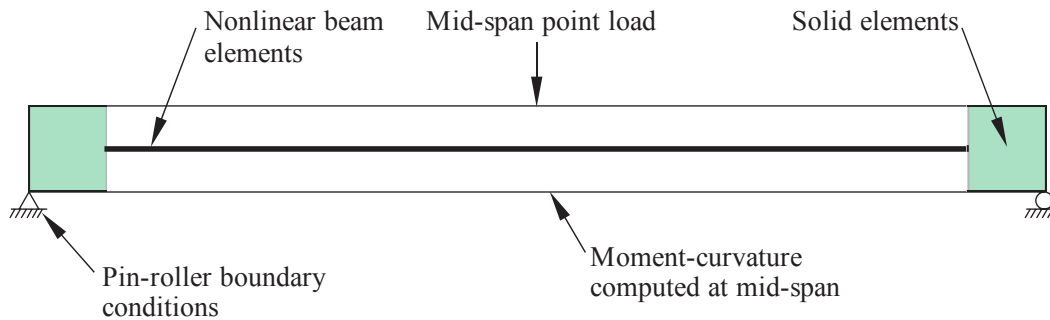 Nonlinear beam
elements
Mid-span point load
Solid elements
Pin-roller boundary
conditions
Moment-curvature
computed at mid-span